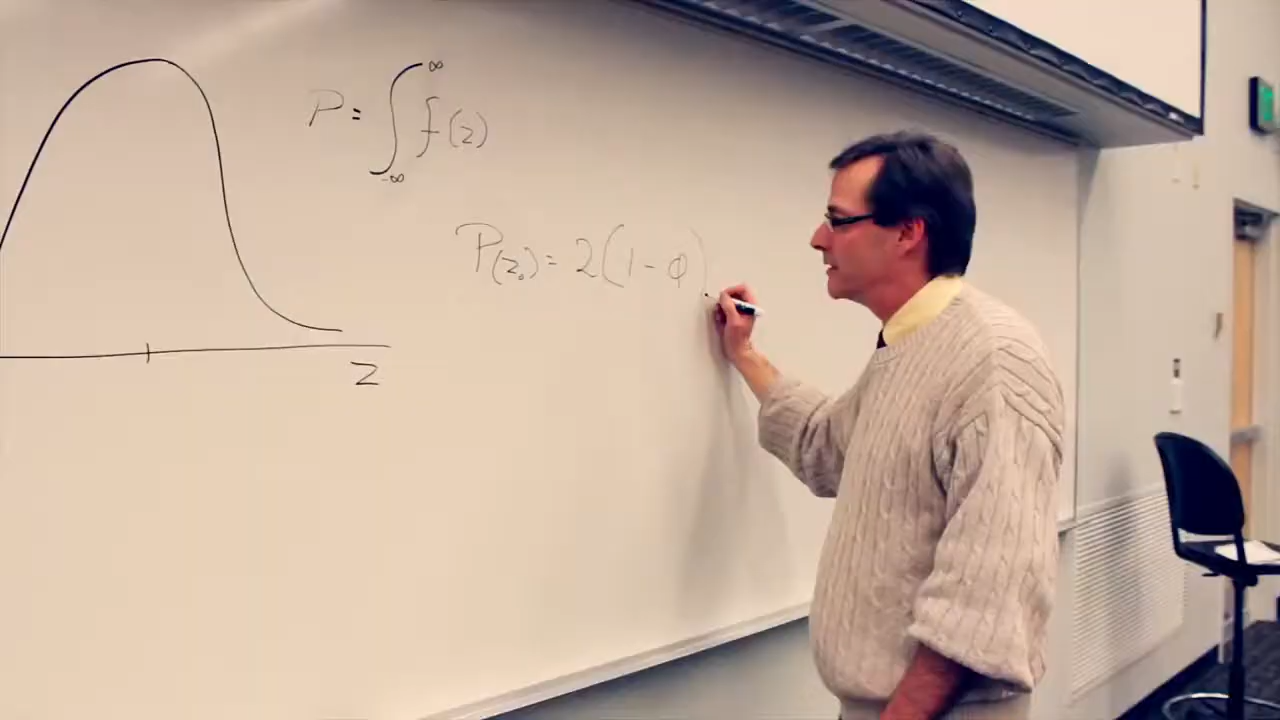 P = ∫_{-∞}^{∞} f(z)
P(z₀) = 2(1 - φ)
z